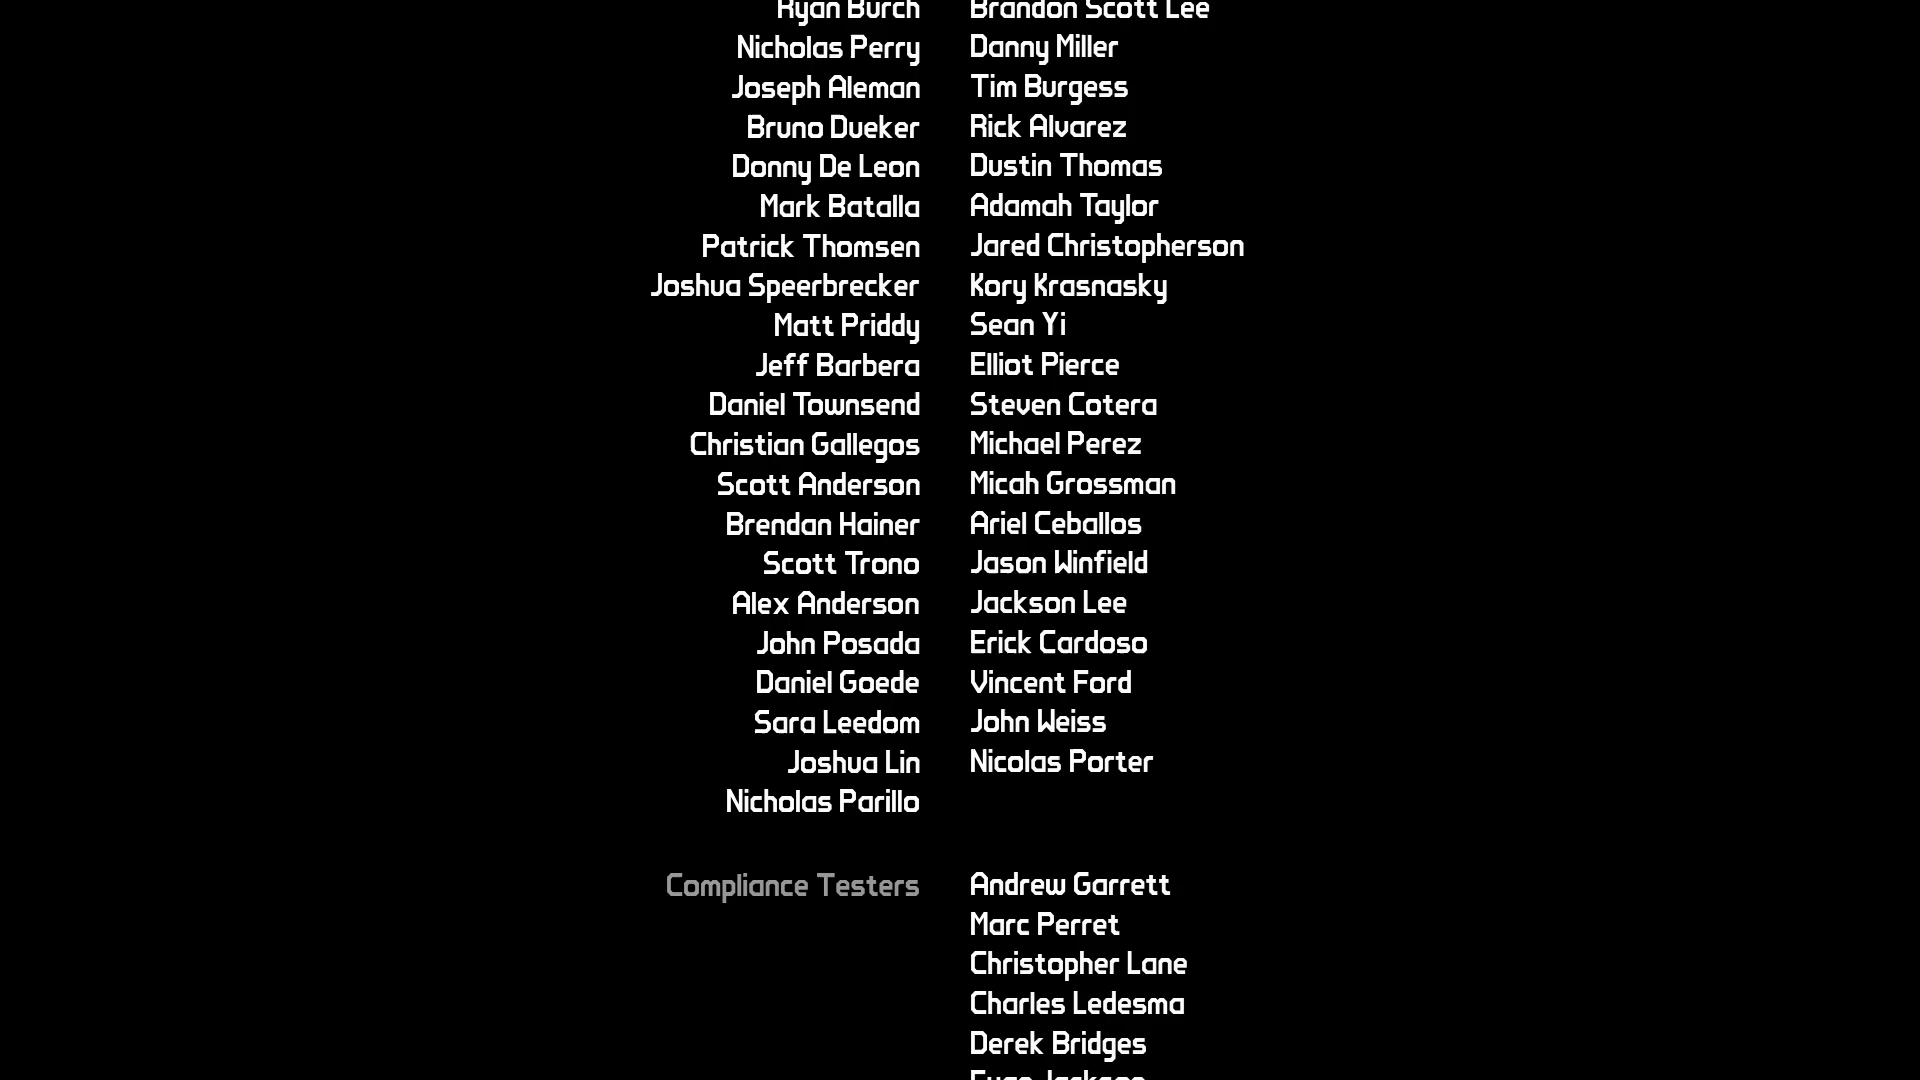 Ryan Burch Brandon Scott Lee
Nicholas Perry Danny Miller
Joseph Aleman Tim Burgess
Bruno Dueker Rick Alvarez
Donny De Leon Dustin Thomas
Mark Batalla Adamah Taylor
Patrick Thomsen Jared Christopherson
Joshua Speerbrecker Kory Krasnasky
Matt Priddy Sean Yi
Jeff Barbera Elliot Pierce
Daniel Townsend Steven Cotera
Christian Gallegos Michael Perez
Scott Anderson Micah Grossman
Brendan Hainer Ariel Ceballos
Scott Trono Jason Winfield
Alex Anderson Jackson Lee
John Posada Erick Cardoso
Daniel Goede Vincent Ford
Sara Leedom John Weiss
Joshua Lin Nicolas Porter
Nicholas Parillo
Compliance Testers Andrew Garrett
Marc Perret
Christopher Lane
Charles Ledesma
Derek Bridges